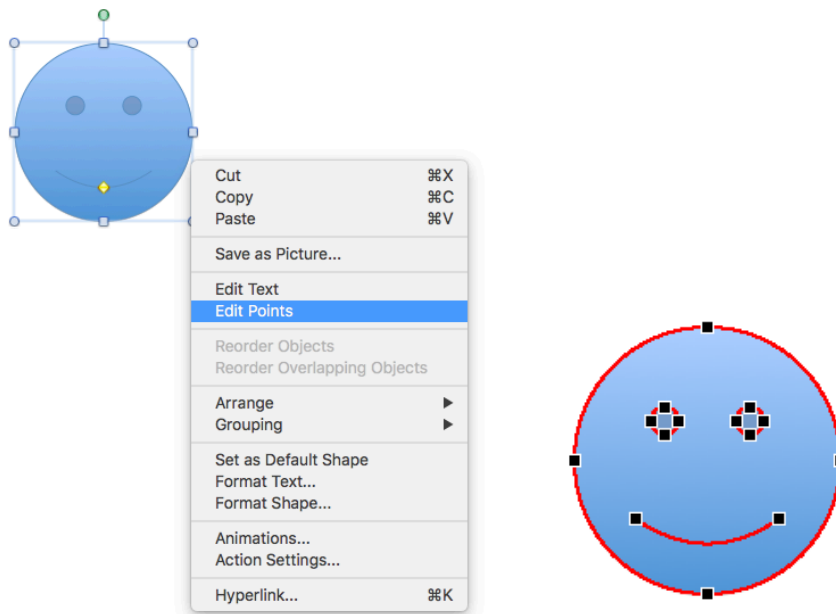 Cut ⌘X
Copy ⌘C
Paste ⌘V
Save as Picture...
Edit Text
Edit Points
Reorder Objects
Reorder Overlapping Objects
Arrange ▶
Grouping ▶
Set as Default Shape
Format Text...
Format Shape...
Animations...
Action Settings...
Hyperlink... ⌘K